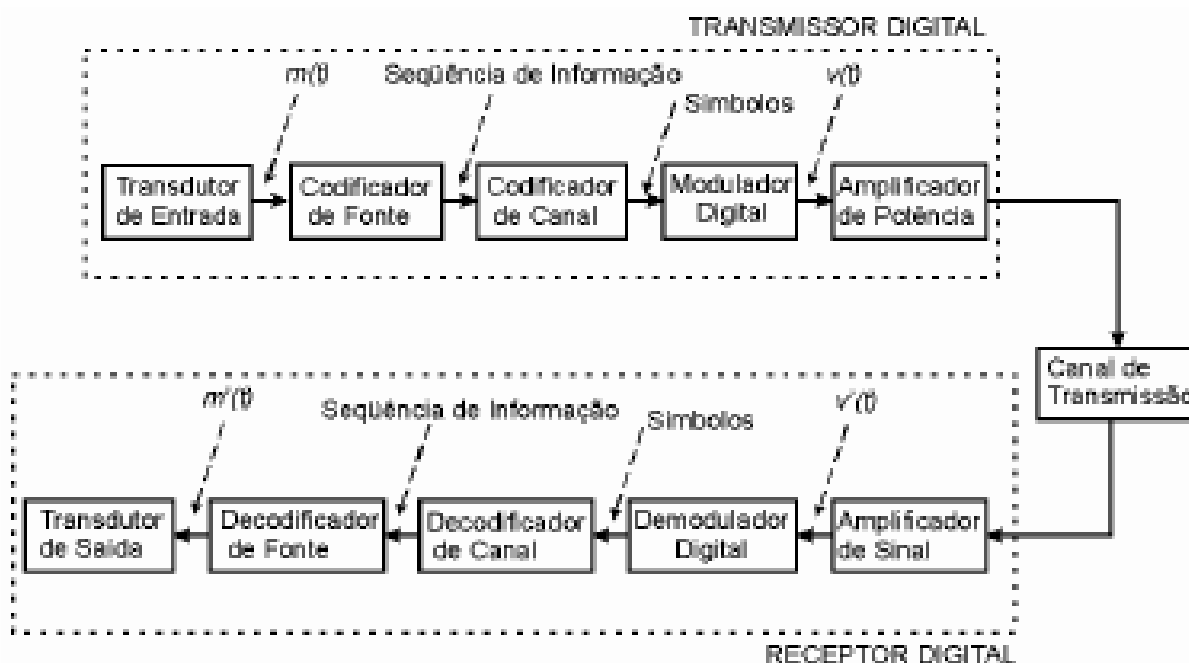 TRANSMISSOR DIGITAL
m(t)
Seqüência de Informação
Símbolos
v(t)
Transdutor
de Entrada
Codificador
de Fonte
Codificador
de Canal
Modulador
Digital
Amplificador
de Potência
Canal de
Transmissão
m'(t)
Seqüência de Informação
Símbolos
v'(t)
Transdutor
de Saída
Decodificador
de Fonte
Decodificador
de Canal
Demodulador
Digital
Amplificador
de Sinal
RECEPTOR DIGITAL